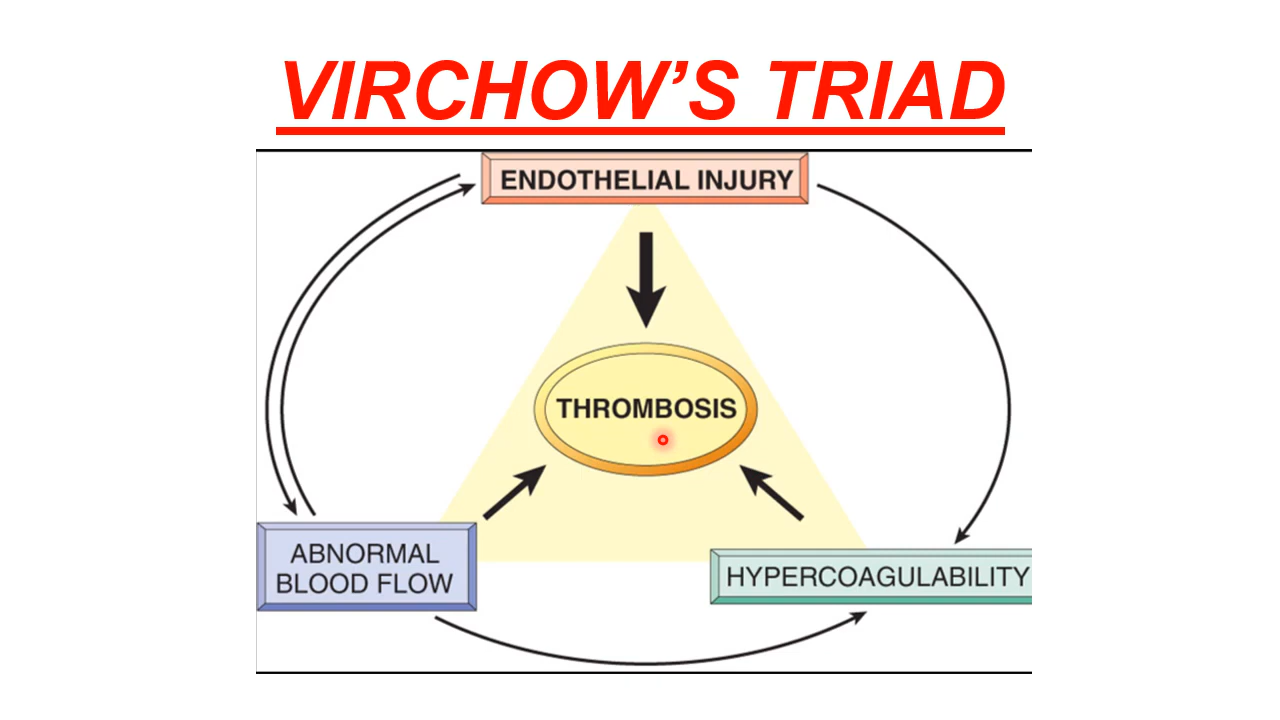 VIRCHOW’S TRIAD
ENDOTHELIAL INJURY
THROMBOSIS
ABNORMAL
BLOOD FLOW
HYPERCOAGULABILITY